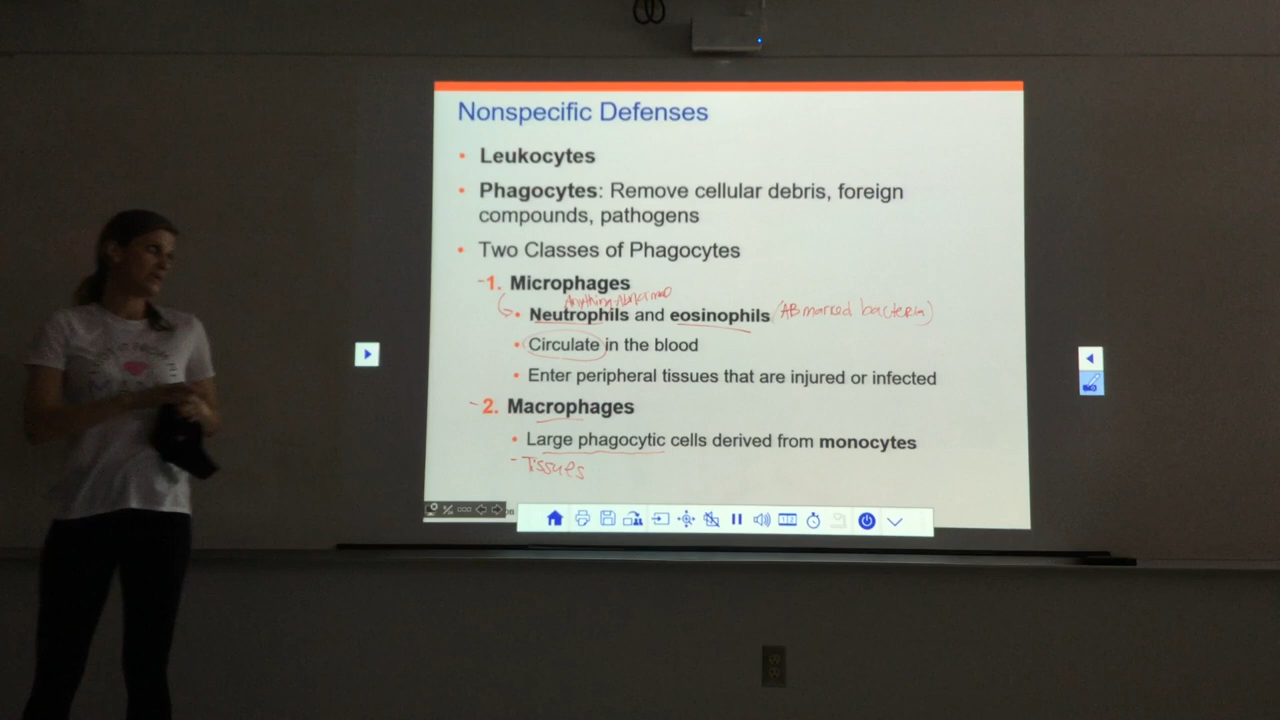 Nonspecific Defenses
• Leukocytes
• Phagocytes: Remove cellular debris, foreign
compounds, pathogens
• Two Classes of Phagocytes
-1. Microphages
Anything Abnormal
• Neutrophils and eosinophils (AB marked bacteria)
• Circulate in the blood
• Enter peripheral tissues that are injured or infected
-2. Macrophages
• Large phagocytic cells derived from monocytes
- Tissues